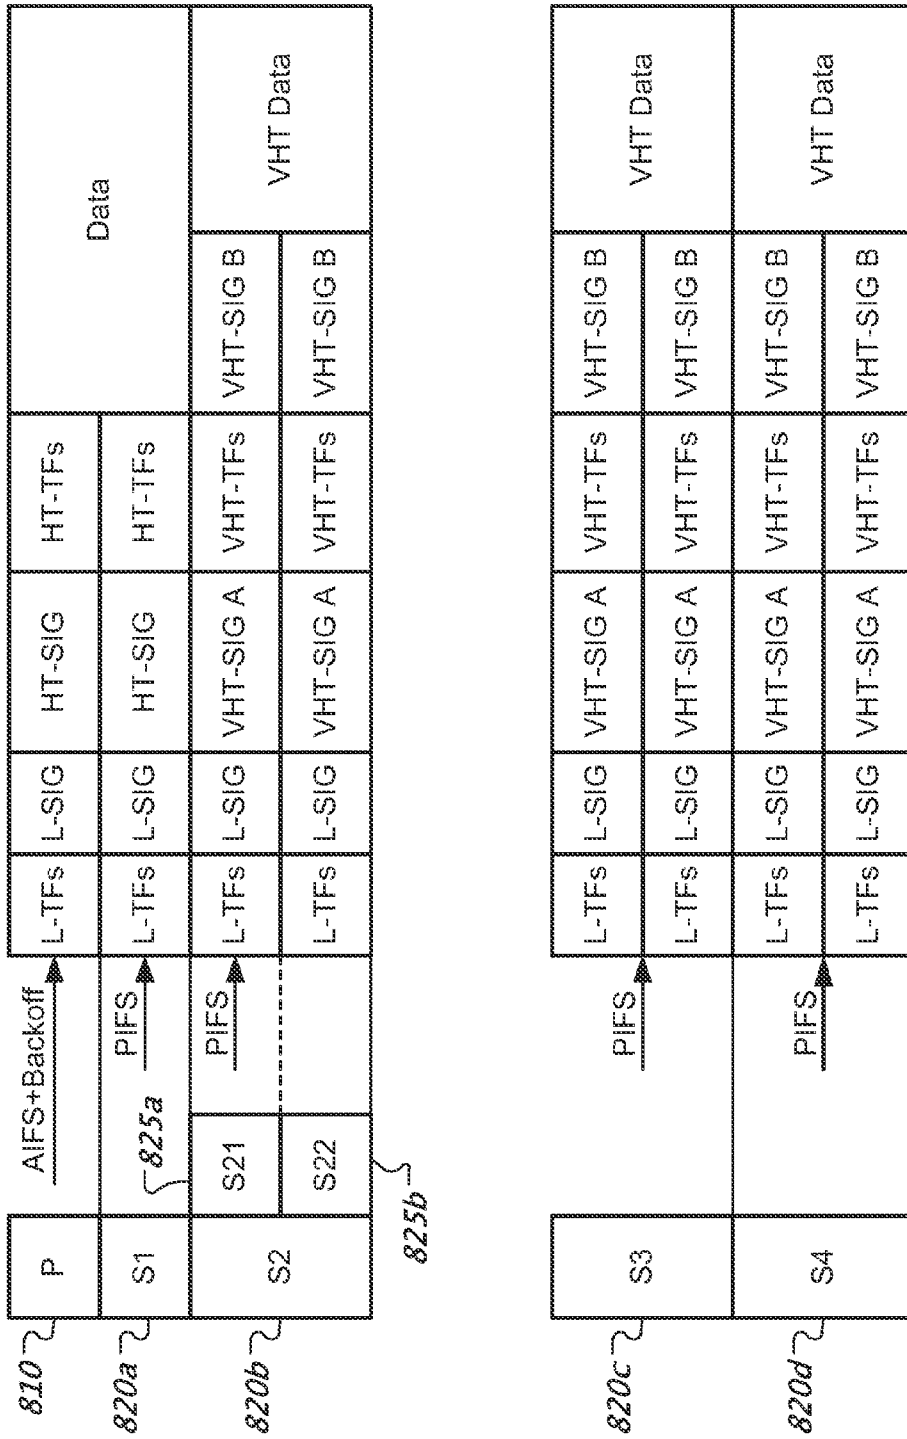 810 P AIFS+Backoff L-TFs L-SIG HT-SIG HT-TFs Data
820a S1 PIFS L-TFs L-SIG HT-SIG HT-TFs
825a
820b S2 S21 PIFS L-TFs L-SIG VHT-SIG A VHT-TFs VHT-SIG B VHT Data
S22 L-TFs L-SIG VHT-SIG A VHT-TFs VHT-SIG B
825b
820c S3 PIFS L-TFs L-SIG VHT-SIG A VHT-TFs VHT-SIG B VHT Data
L-TFs L-SIG VHT-SIG A VHT-TFs VHT-SIG B
820d S4 PIFS L-TFs L-SIG VHT-SIG A VHT-TFs VHT-SIG B VHT Data
L-TFs L-SIG VHT-SIG A VHT-TFs VHT-SIG B